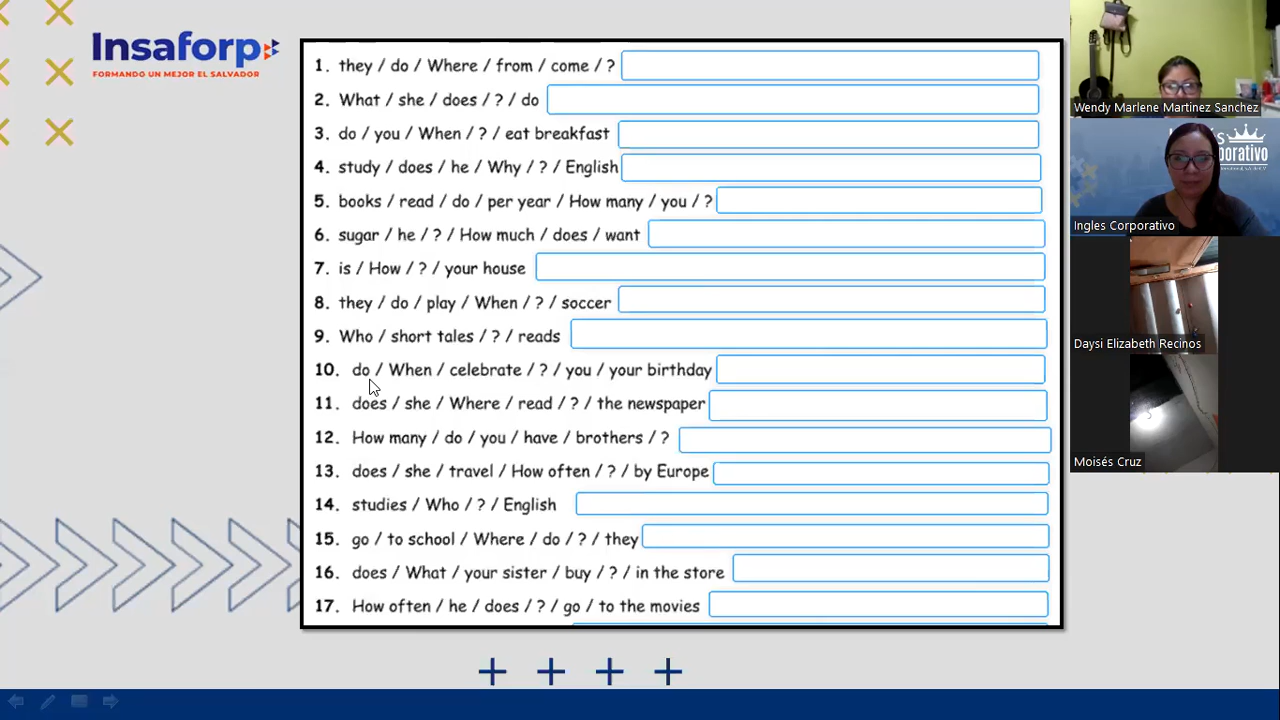 Insaforp
FORMANDO UN MEJOR EL SALVADOR
1. they / do / Where / from / come / ?
2. What / she / does / ? / do
3. do / you / When / ? / eat breakfast
4. study / does / he / Why / ? / English
5. books / read / do / per year / How many / you / ?
6. sugar / he / ? / How much / does / want
7. is / How / ? / your house
8. they / do / play / When / ? / soccer
9. Who / short tales / ? / reads
10. do / When / celebrate / ? / you / your birthday
11. does / she / Where / read / ? / the newspaper
12. How many / do / you / have / brothers / ?
13. does / she / travel / How often / ? / by Europe
14. studies / Who / ? / English
15. go / to school / Where / do / ? / they
16. does / What / your sister / buy / ? / in the store
17. How often / he / does / ? / go / to the movies
Wendy Marlene Martinez Sanchez
Ingles Corporativo
Daysi Elizabeth Recinos
Moisés Cruz